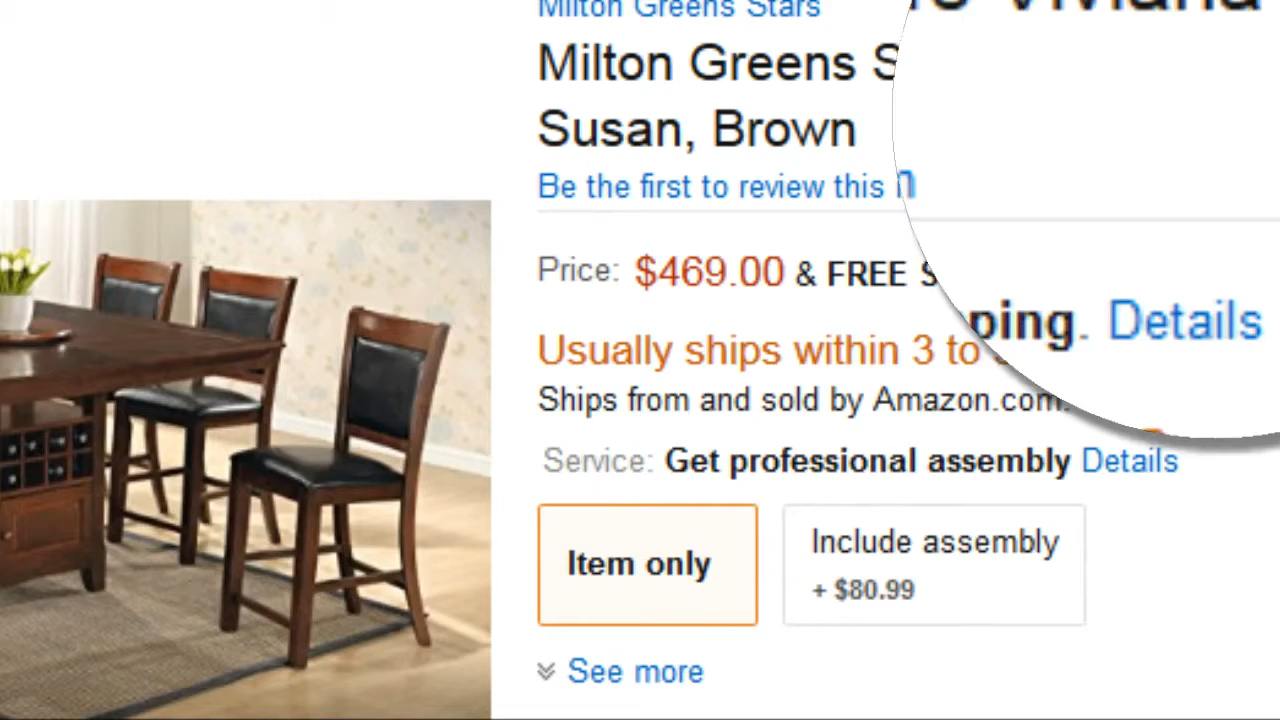 Milton Greens Stars
Viviana
Milton Greens
Susan, Brown
Be the first to review this
Price: $469.00 & FREE
ping. Details
Usually ships within 3 to
Ships from and sold by Amazon.com.
Service: Get professional assembly Details
Item only
Include assembly
+ $80.99
See more